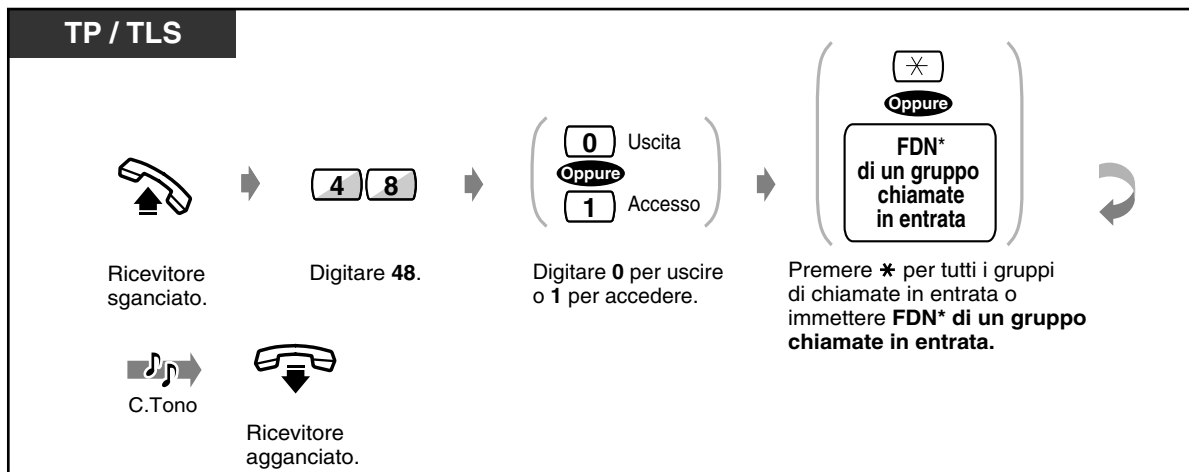 TP / TLS
4 8
0 Uscita
Oppure
1 Accesso
*
Oppure
FDN*
di un gruppo
chiamate
in entrata
Ricevitore
sganciato.
Digitare 48.
Digitare 0 per uscire
o 1 per accedere.
Premere * per tutti i gruppi
di chiamate in entrata o
immettere FDN* di un gruppo
chiamate in entrata.
C.Tono
Ricevitore
agganciato.